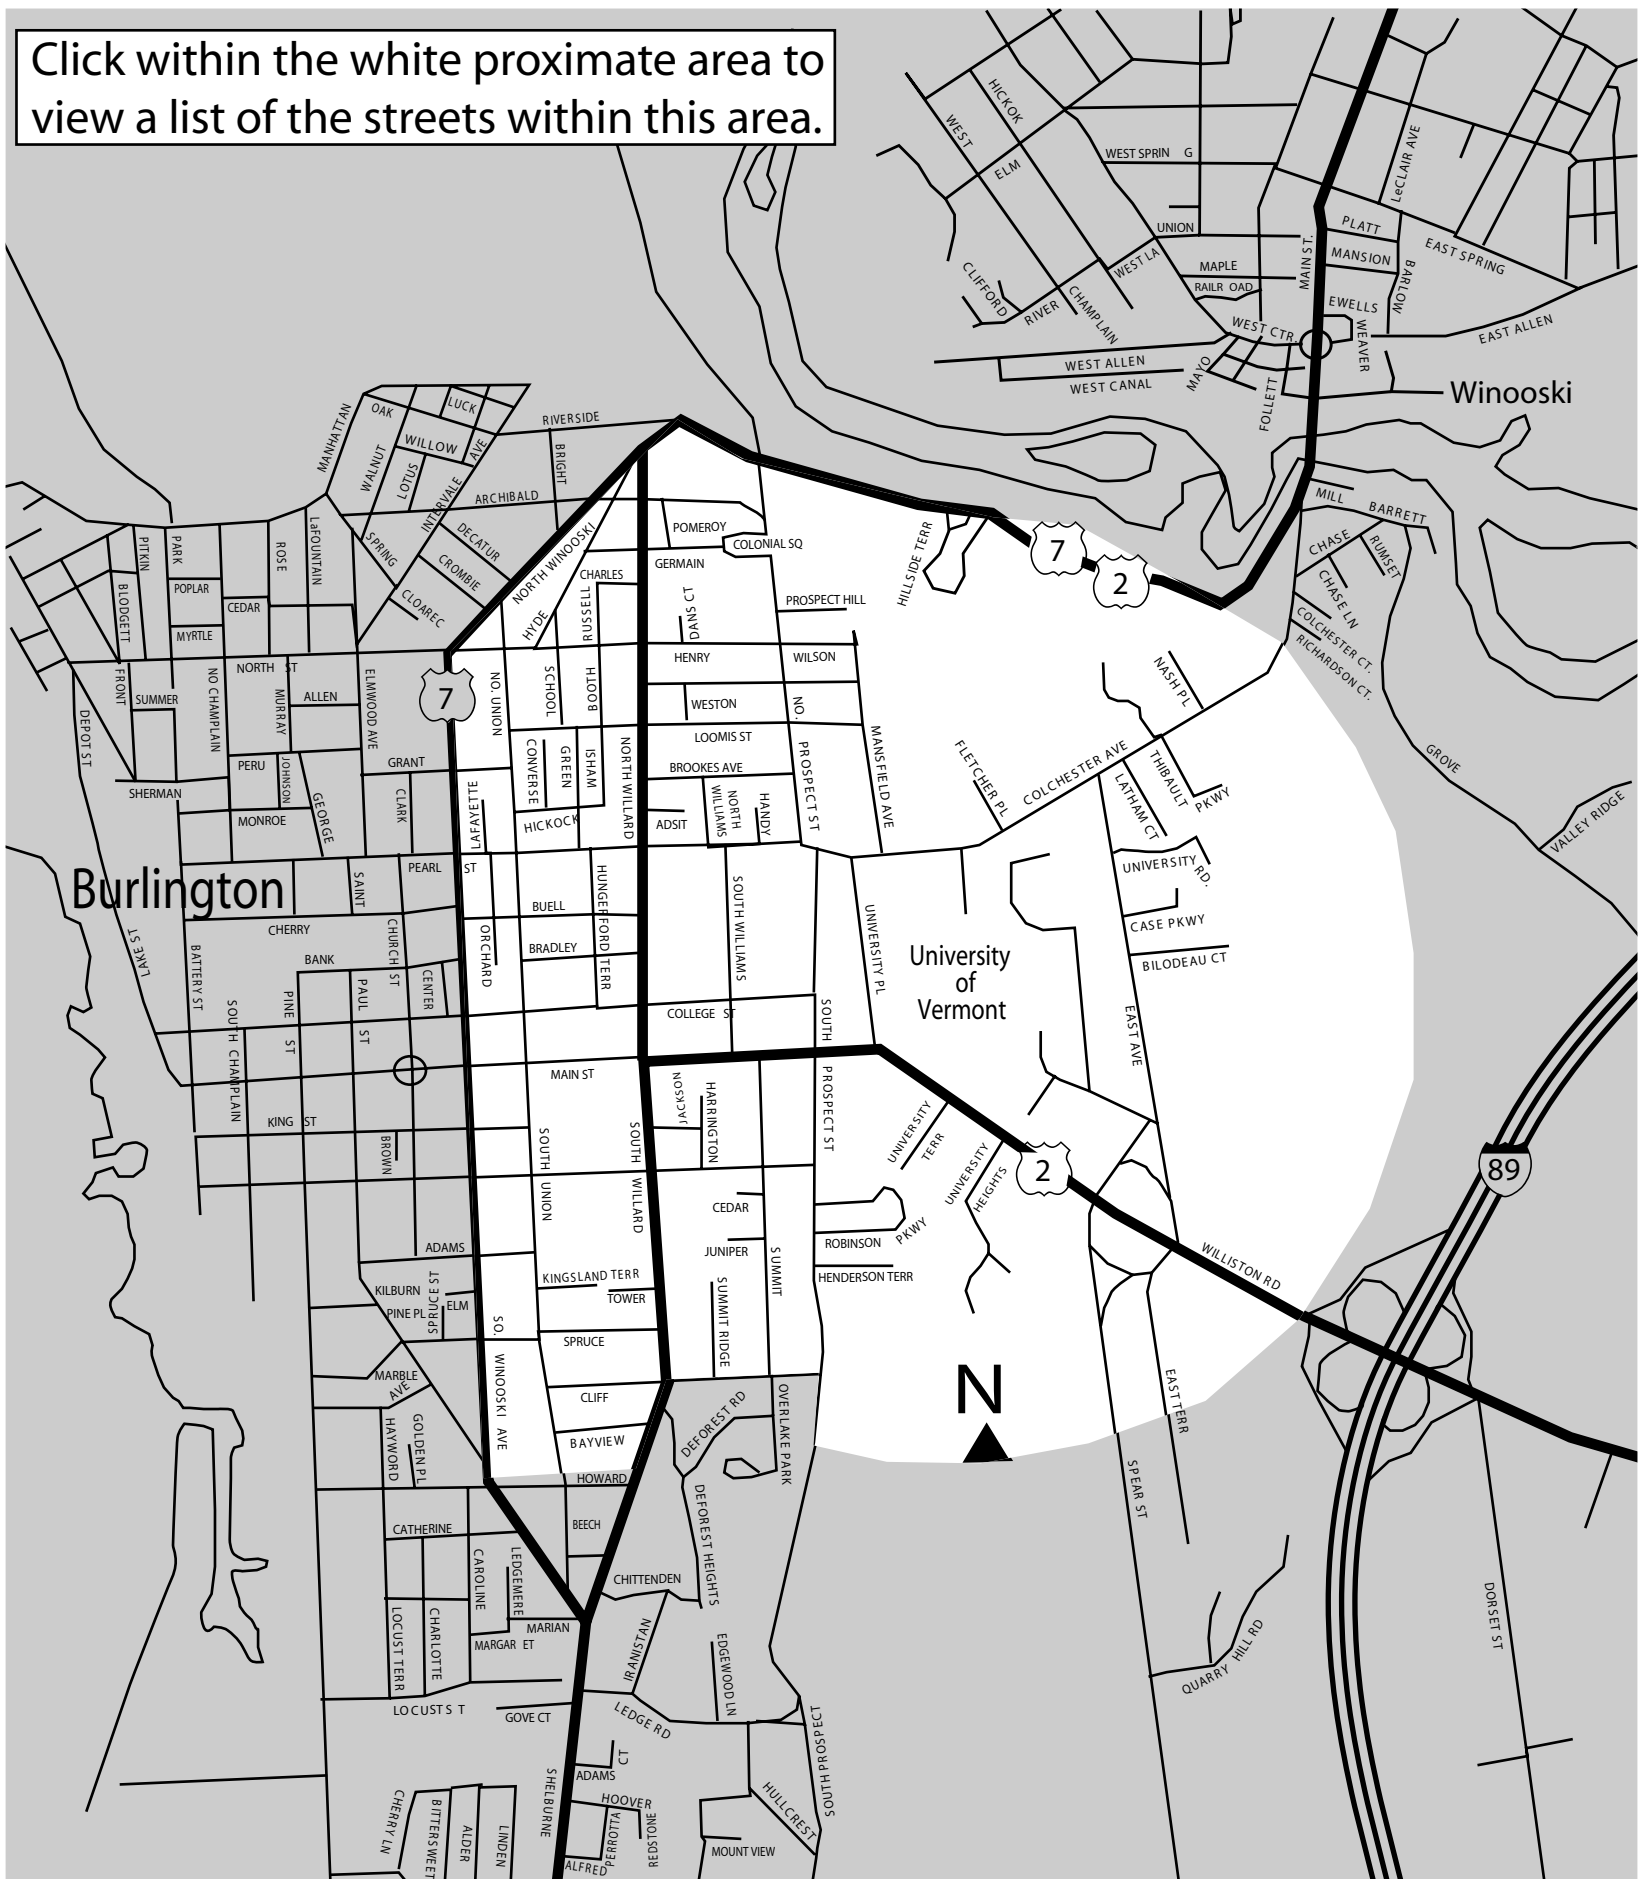 Click within the white proximate area to
view a list of the streets within this area.
HICKOK
WEST
ELM
WEST SPRIN G
LeCLAIR AVE
UNION
PLATT
MAIN ST.
MANSION
EAST SPRING
WEST LA
MAPLE
RAILR OAD
BARLOW
CLIFFORD
RIVER
CHAMPLAIN
EWELLS
WEST CTR.
WEAVER
EAST ALLEN
WEST ALLEN
WEST CANAL
MAYO
FOLLETT
Winooski
MANHATTAN
OAK
LUCK
RIVERSIDE
WALNUT
WILLOW
AVE
LOTUS
BRIGHT
INTERVALE
ARCHIBALD
MILL
BARRETT
LaFOUNTAIN
SPRING
DECATUR
CROMBIE
CLOAREC
NORTH WINOOSKI
POMEROY
COLONIAL SQ
GERMAIN
HILLSIDE TERR
7
2
CHASE
RUMSET
CHASE LN
COLCHESTER CT.
RICHARDSON CT.
PITKIN
PARK
ROSE
POPLAR
BLODGETT
CEDAR
MYRTLE
CHARLES
RUSSELL
HYDE
DANS CT
PROSPECT HILL
NORTH ST
HENRY
WILSON
NASH PL
FRONT
SUMMER
NO CHAMPLAIN
MURRAY
ALLEN
ELMWOOD AVE
7
NO. UNION
SCHOOL
BOOTH
WESTON
NO.
DEPOT ST
LOOMIS ST
PROSPECT ST
MANSFIELD AVE
FLETCHER PL
COLCHESTER AVE
THIBAULT
PKWY
LATHAM CT
GROVE
VALLEY RIDGE
PERU
JOHNSON
GRANT
CONVERSE
GREEN
ISHAM
NORTH WILLARD
BROOKES AVE
SHERMAN
GEORGE
CLARK
LAFAYETTE
HICKOCK
ADSIT
NORTH
WILLIAMS
HANDY
MONROE
PEARL
ST
UNIVERSITY
RD.
Burlington
SAINT
HUNGERFORD TERR
SOUTH WILLIAMS
BUELL
CHERRY
CHURCH ST
ORCHARD
BRADLEY
UNIVERSITY PL
CASE PKWY
BILODEAU CT
University
of
Vermont
LAKE ST
BATTERY ST
BANK
PINE
PAUL
CENTER
COLLEGE ST
SOUTH
SOUTH CHAMPLAIN
ST
ST
EAST AVE
MAIN ST
JACKSON
HARRINGTON
PROSPECT ST
KING ST
BROWN
SOUTH
UNION
SOUTH
WILLARD
UNIVERSITY
TERR
UNIVERSITY
HEIGHTS
2
89
CEDAR
JUNIPER
SUMMIT
ROBINSON
PKWY
HENDERSON TERR
WILLISTON RD
ADAMS
KILBURN
SPRUCE ST
PINE PL
ELM
KINGSLAND TERR
TOWER
SUMMIT RIDGE
SO.
WINOOSKI AVE
SPRUCE
MARBLE
AVE
CLIFF
BAYVIEW
DEFOREST RD
OVERLAKE PARK
N
EAST TERR
HAYWORD
GOLDEN PL
HOWARD
SPEAR ST
DEFOREST HEIGHTS
CATHERINE
BEECH
CAROLINE
LEDGEMERE
CHITTENDEN
LOCUST TERR
CHARLOTTE
MARIAN
MARGAR ET
IRANISTAN
EDGEWOOD LN
QUARRY
HILL RD
DORSET ST
LOCUSTS T
GOVE CT
LEDGE RD
SOUTH PROSPECT
CT
ADAMS
SHELBURNE
HOOVER
PERROTTA
REDSTONE
HULLCREST
MOUNT VIEW
CHERRY LN
BITTERSWEET
ALDER
LINDEN
ALFRED